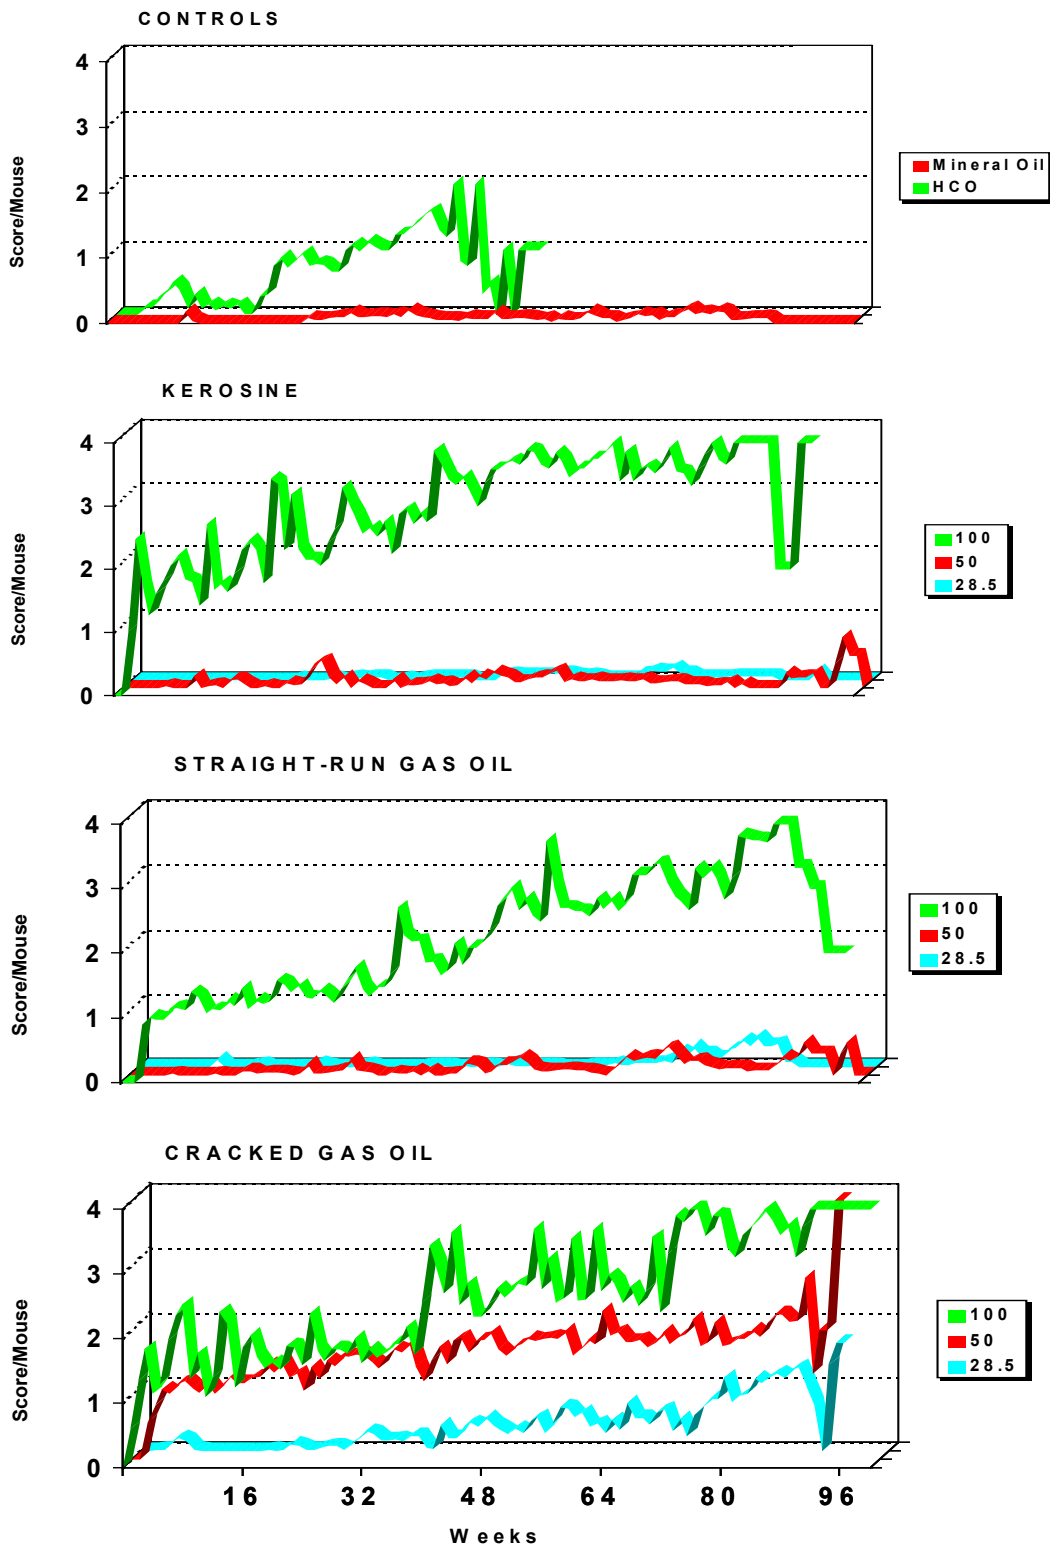 CONTROLS
4
3
2
1
0
Score/Mouse
Mineral Oil
HCO
KEROSINE
4
3
2
1
0
Score/Mouse
100
50
28.5
STRAIGHT-RUN GAS OIL
4
3
2
1
0
Score/Mouse
100
50
28.5
CRACKED GAS OIL
4
3
2
1
0
Score/Mouse
100
50
28.5
16 32 48 64 80 96
Weeks